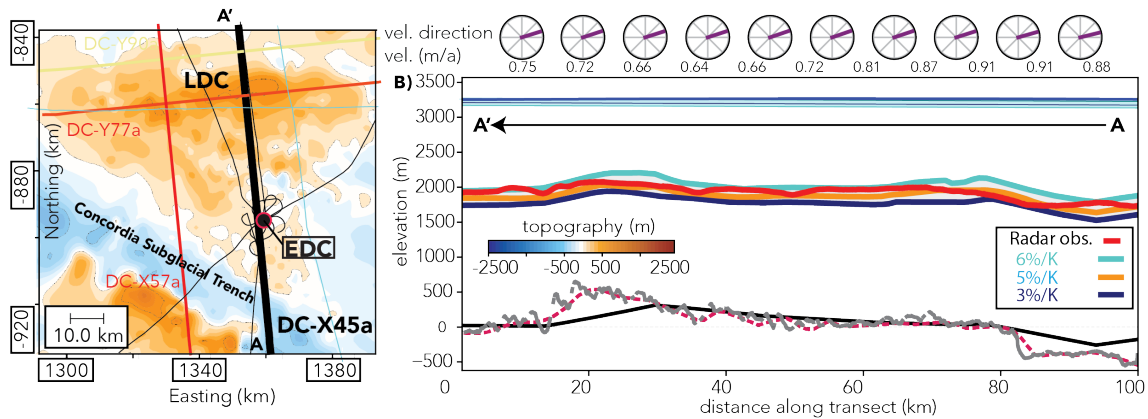 A'
-840
-880
-920
Northing (km)
DC-Y90
LDC
DC-Y77a
Concordia Subglacial Trench
EDC
DC-X57a
10.0 km
DC-X45a
A
1300
1340
1380
Easting (km)
vel. direction
vel. (m/a)
0.75 0.72 0.66 0.64 0.66 0.72 0.81 0.87 0.91 0.91 0.88
B)
3500
3000
2500
2000
1500
500
0
-500
elevation (m)
A' A
topography (m)
-2500 -500 500 2500
Radar obs.
6%/K
5%/K
3%/K
0 20 40 60 80 100
distance along transect (km)